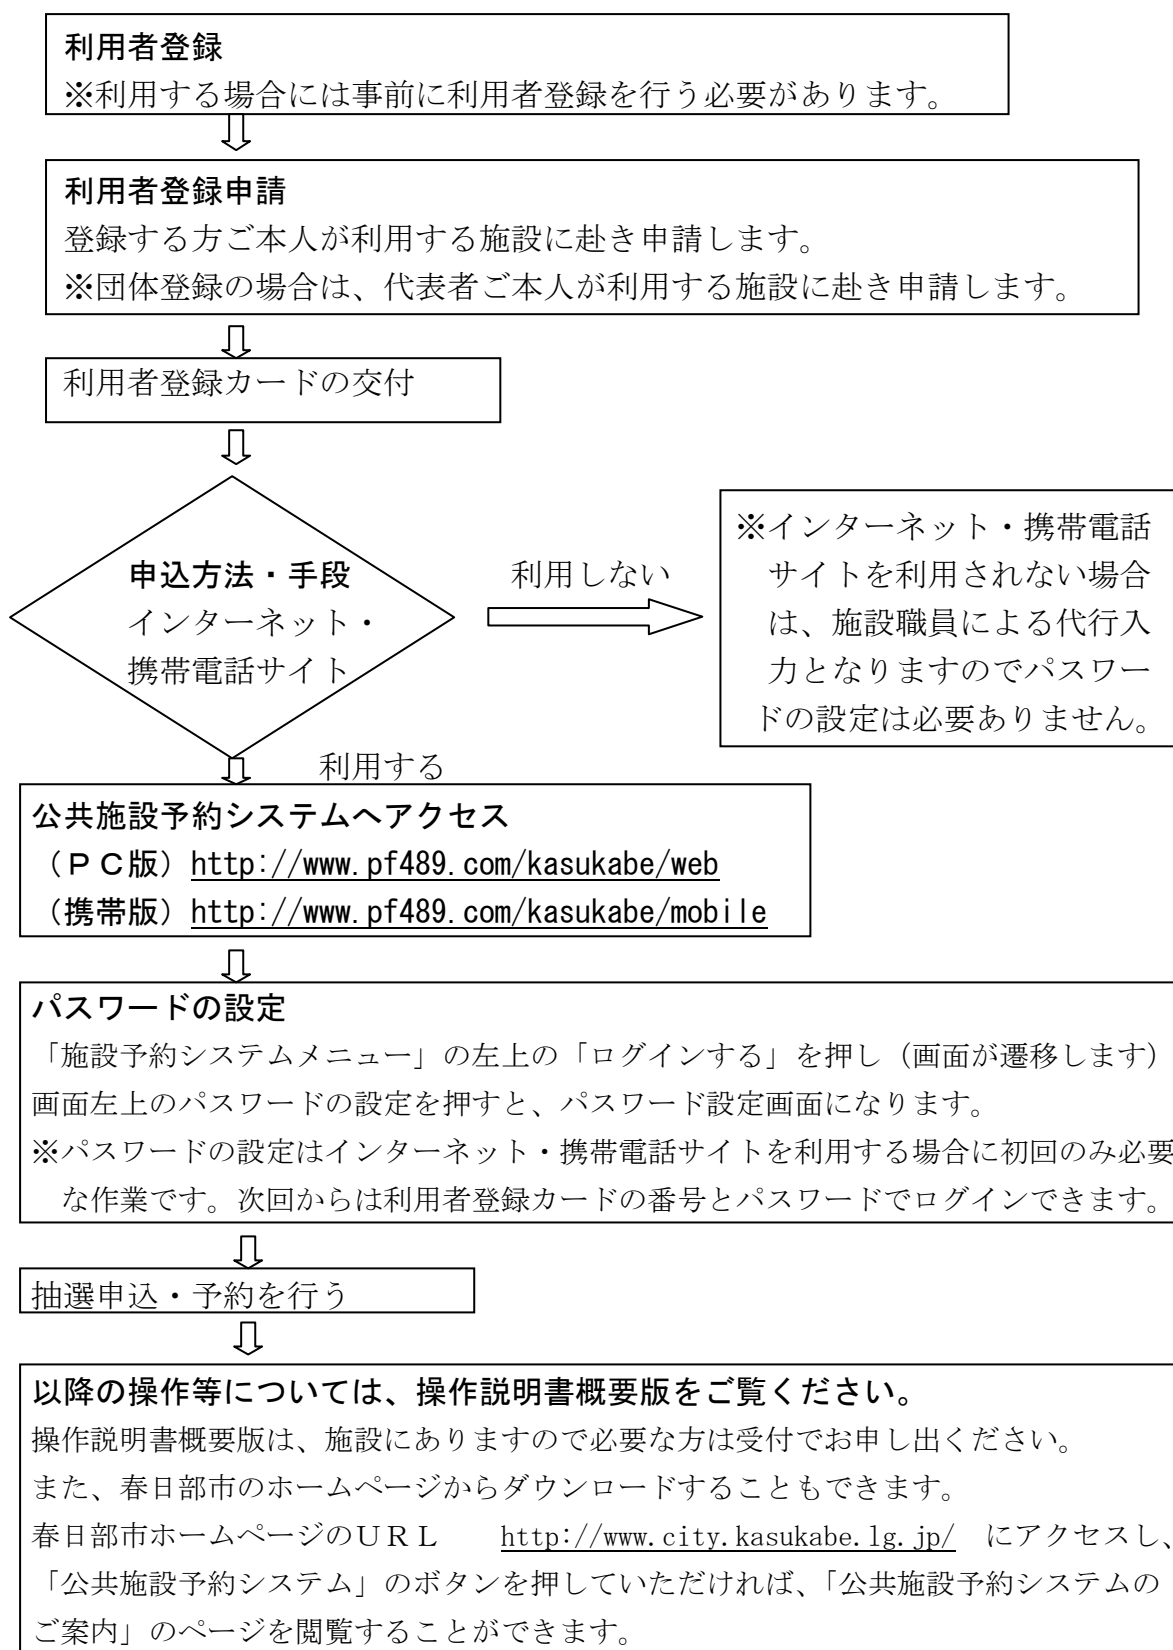 利用者登録
※利用する場合には事前に利用者登録を行う必要があります。
利用者登録申請
登録する方ご本人が利用する施設に赴き申請します。
※団体登録の場合は、代表者ご本人が利用する施設に赴き申請します。
利用者登録カードの交付
申込方法・手段
インターネット・
携帯電話サイト
利用しない
※インターネット・携帯電話
サイトを利用されない場合
は、施設職員による代行入
力となりますのでパスワー
ドの設定は必要ありません。
利用する
公共施設予約システムへアクセス
（ＰＣ版）http://www.pf489.com/kasukabe/web
（携帯版）http://www.pf489.com/kasukabe/mobile
パスワードの設定
「施設予約システムメニュー」の左上の「ログインする」を押し（画面が遷移します）
画面左上のパスワードの設定を押すと、パスワード設定画面になります。
※パスワードの設定はインターネット・携帯電話サイトを利用する場合に初回のみ必要
な作業です。次回からは利用者登録カードの番号とパスワードでログインできます。
抽選申込・予約を行う
以降の操作等については、操作説明書概要版をご覧ください。
操作説明書概要版は、施設にありますので必要な方は受付でお申し出ください。
また、春日部市のホームページからダウンロードすることもできます。
春日部市ホームページのＵＲＬ　http://www.city.kasukabe.lg.jp/　にアクセスし、
「公共施設予約システム」のボタンを押していただければ、「公共施設予約システムの
ご案内」のページを閲覧することができます。